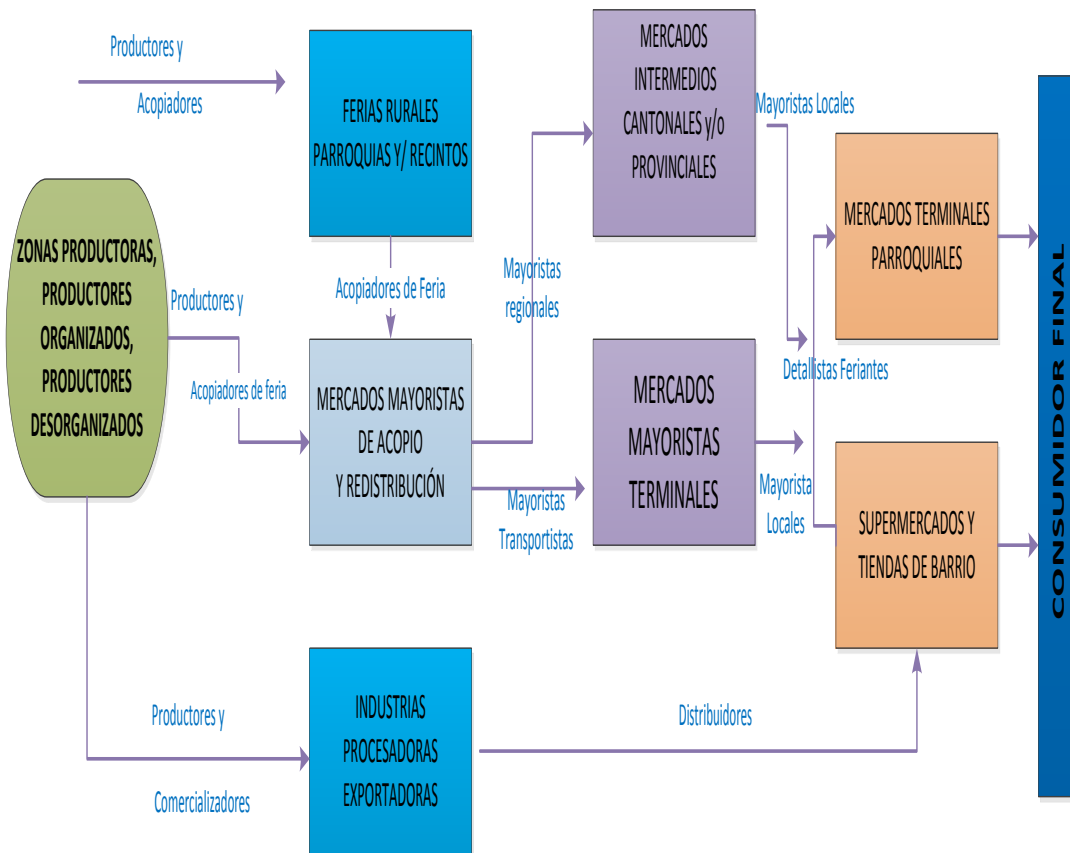 Productores y
Acopiadores
FERIAS RURALES
PARROQUIAS Y/ RECINTOS
MERCADOS
INTERMEDIOS
CANTONALES y/o
PROVINCIALES
Mayoristas Locales
ZONAS PRODUCTORAS,
PRODUCTORES
ORGANIZADOS,
PRODUCTORES
DESORGANIZADOS
Productores y
Acopiadores de feria
Acopiadores de Feria
MERCADOS MAYORISTAS
DE ACOPIO
Y REDISTRIBUCIÓN
Mayoristas
regionales
Mayoristas
Transportistas
MERCADOS
MAYORISTAS
TERMINALES
Detallistas Feriantes
Mayorista
Locales
MERCADOS TERMINALES
PARROQUIALES
SUPERMERCADOS Y
TIENDAS DE BARRIO
CONSUMIDOR FINAL
Productores y
Comercializadores
INDUSTRIAS
PROCESADORAS
EXPORTADORAS
Distribuidores